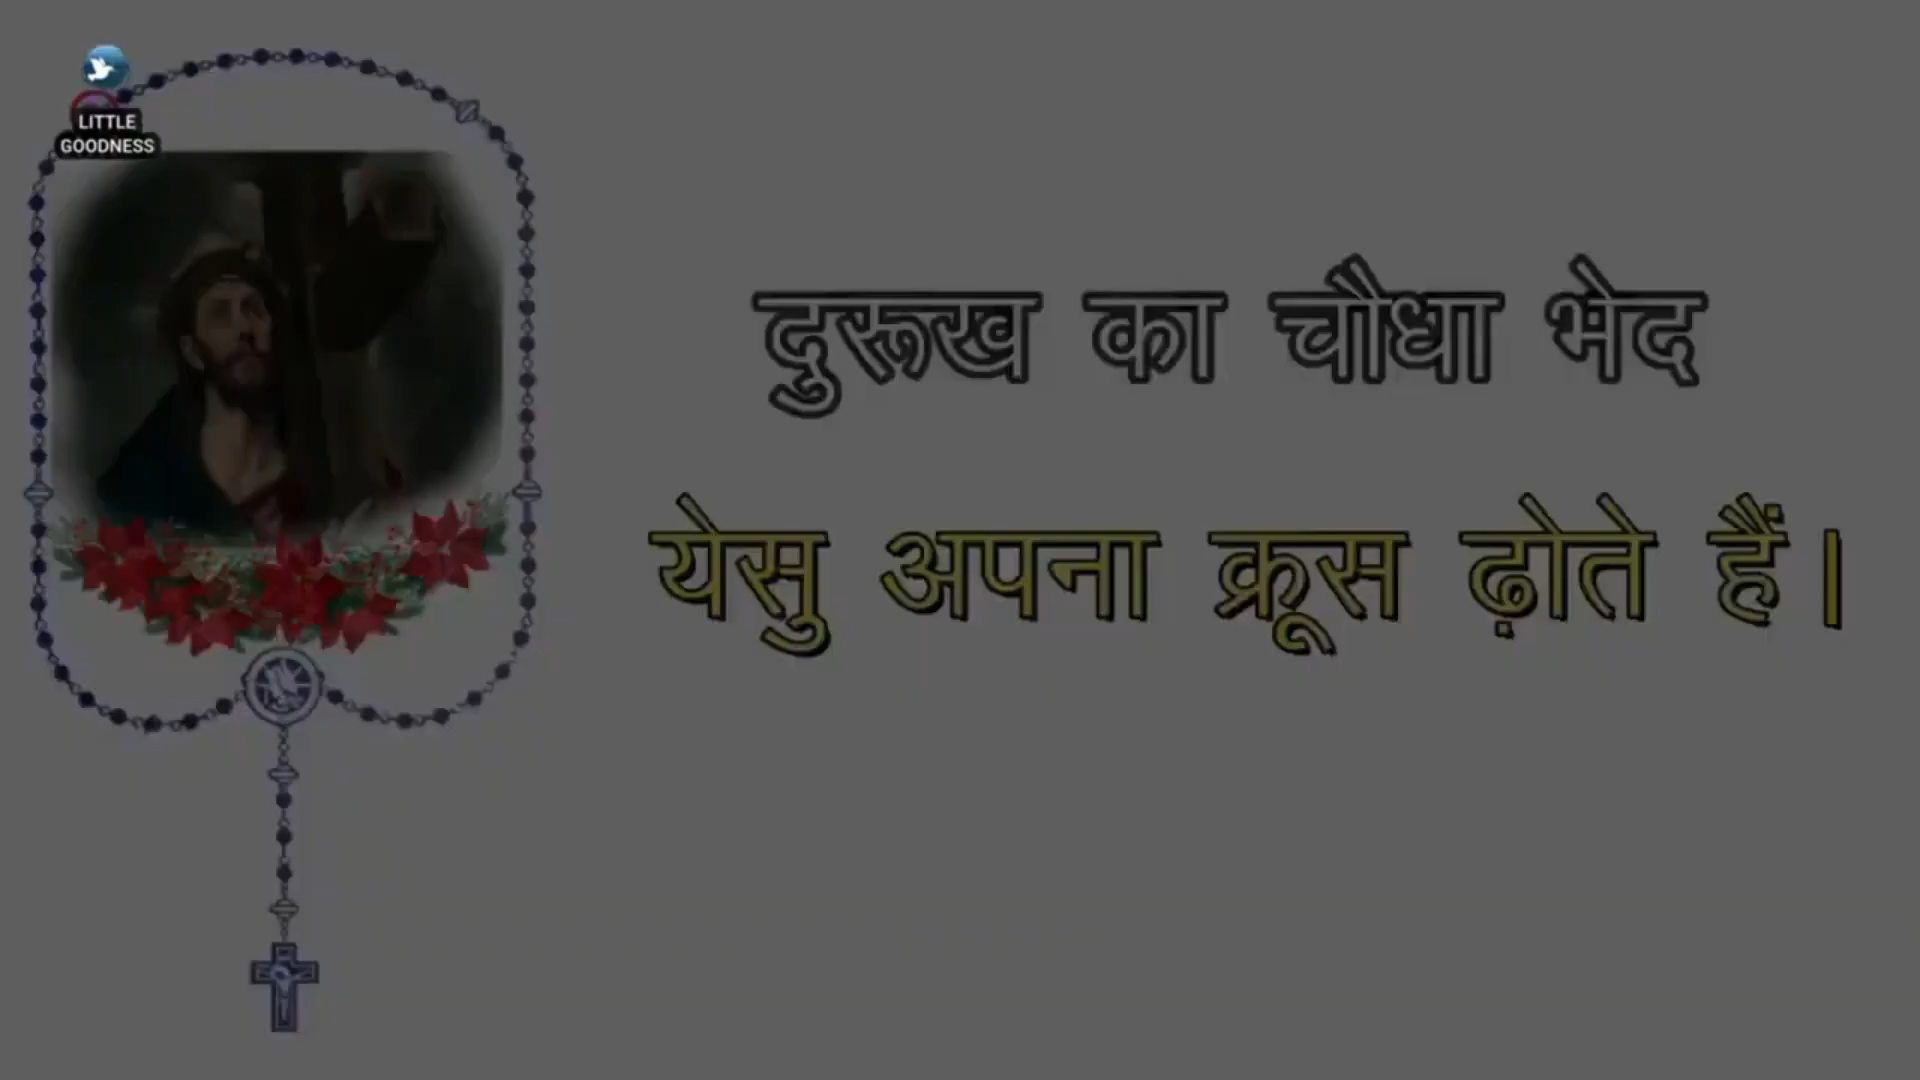 LITTLE
GOODNESS
दुरूख का चौधा भेद
येसु अपना क्रूस ढ़ोते हैं।